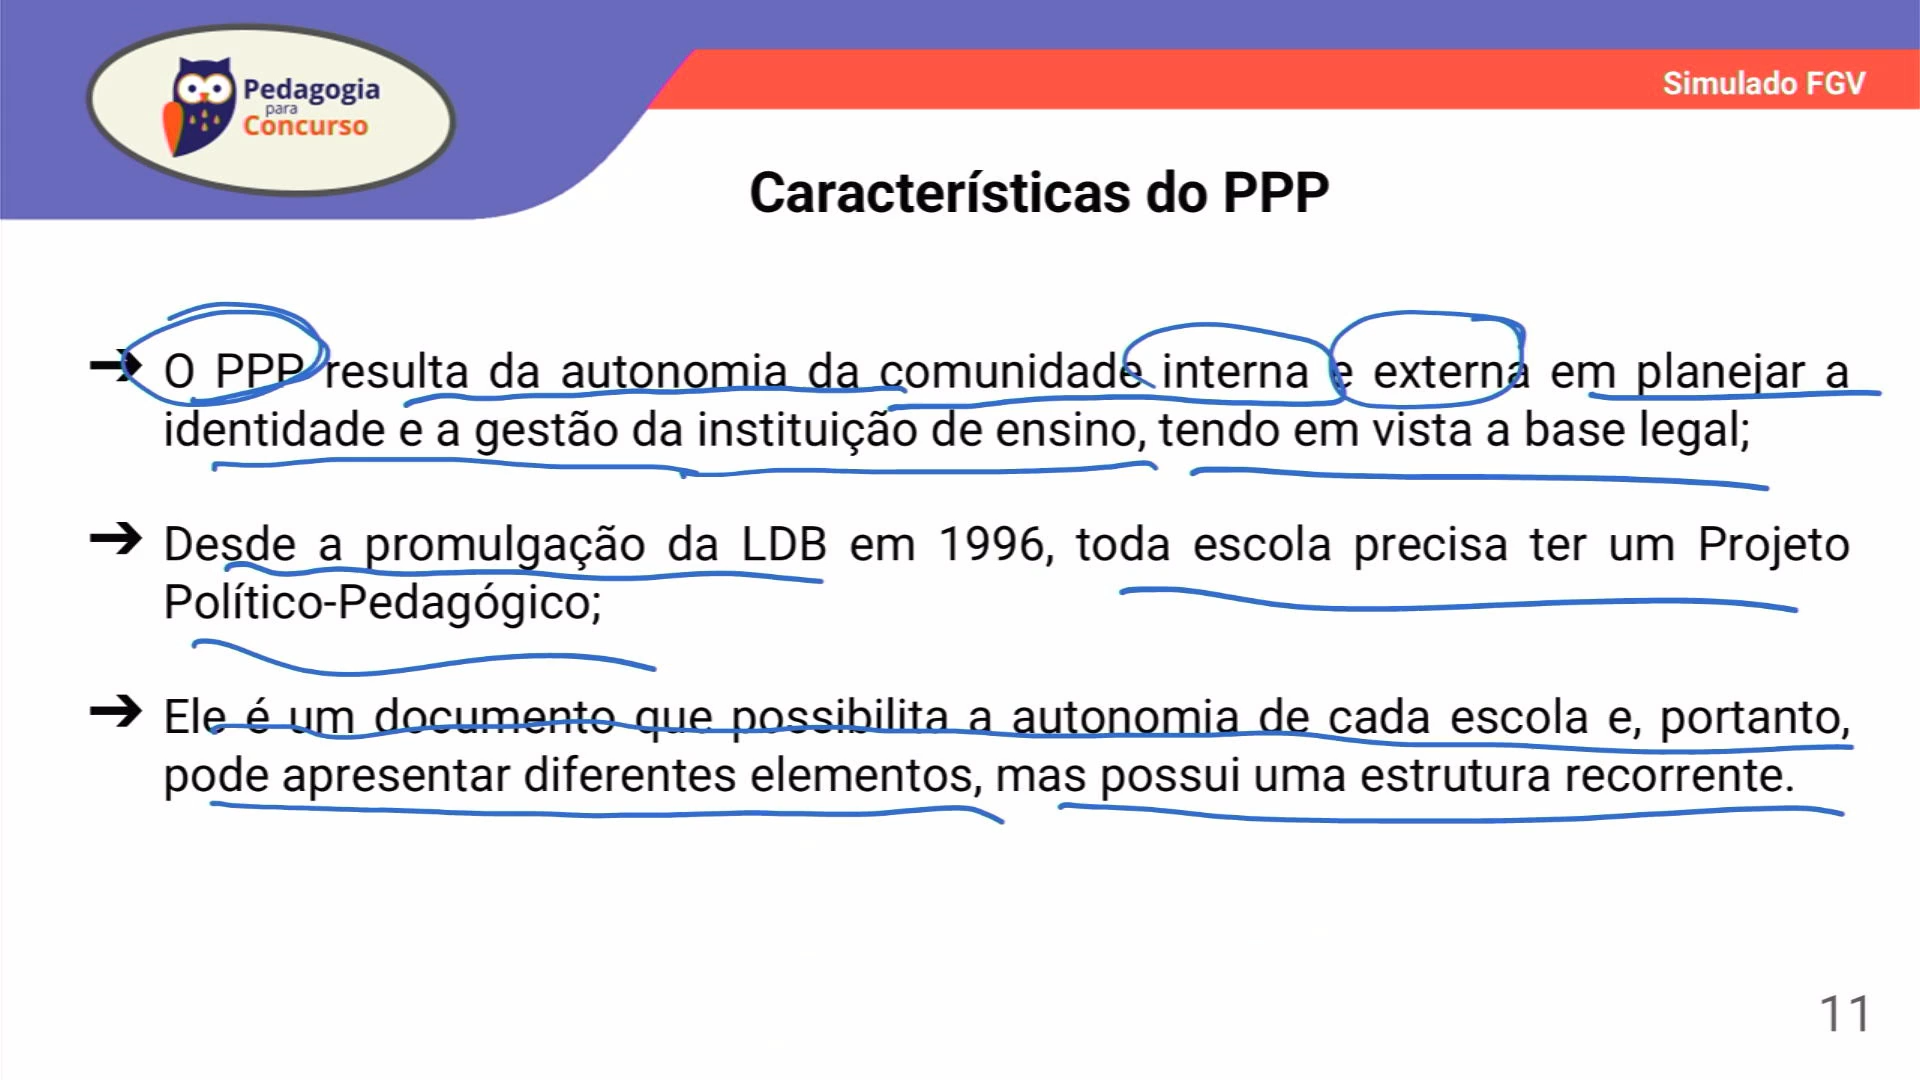 Pedagogia
para
Concurso
Simulado FGV
Características do PPP
➔ O PPP resulta da autonomia da comunidade interna e externa em planejar a
identidade e a gestão da instituição de ensino, tendo em vista a base legal;
➔ Desde a promulgação da LDB em 1996, toda escola precisa ter um Projeto
Político-Pedagógico;
➔ Ele é um documento que possibilita a autonomia de cada escola e, portanto,
pode apresentar diferentes elementos, mas possui uma estrutura recorrente.
11